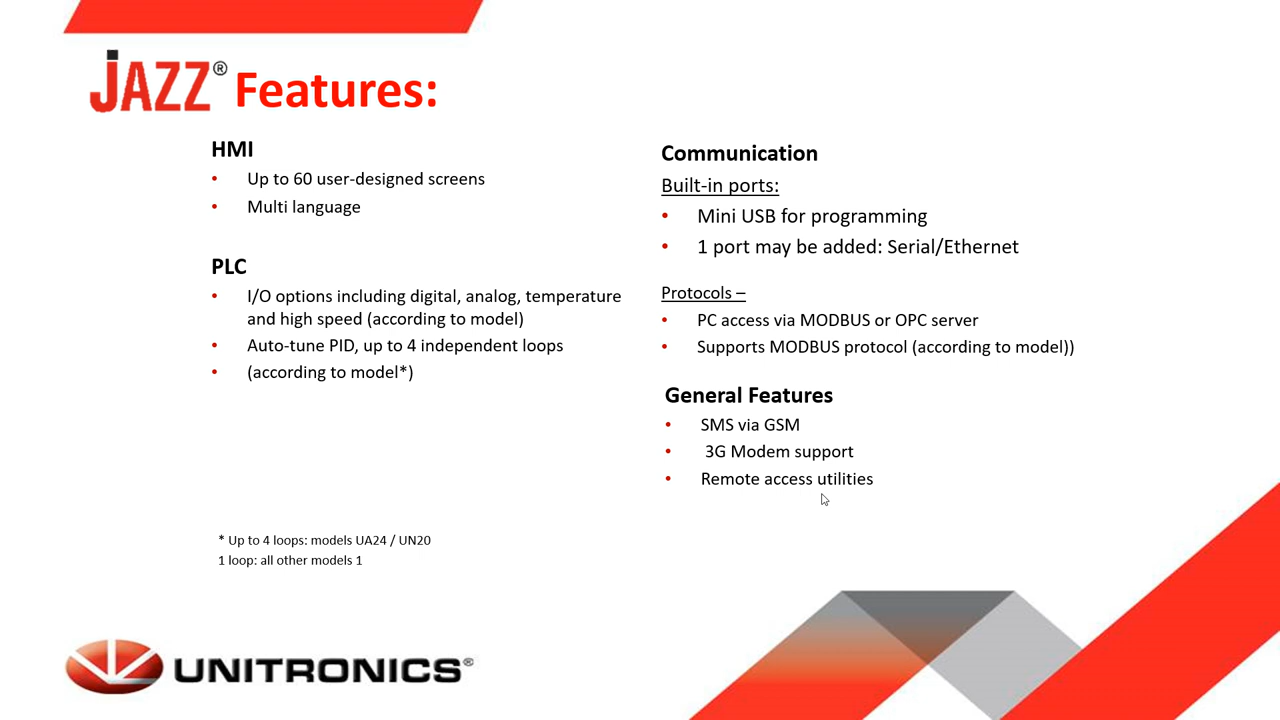 JAZZ® Features:
HMI
• Up to 60 user-designed screens
• Multi language
PLC
• I/O options including digital, analog, temperature
and high speed (according to model)
• Auto-tune PID, up to 4 independent loops
• (according to model*)
* Up to 4 loops: models UA24 / UN20
1 loop: all other models 1
Communication
Built-in ports:
• Mini USB for programming
• 1 port may be added: Serial/Ethernet
Protocols –
• PC access via MODBUS or OPC server
• Supports MODBUS protocol (according to model))
General Features
• SMS via GSM
• 3G Modem support
• Remote access utilities
UNITRONICS®